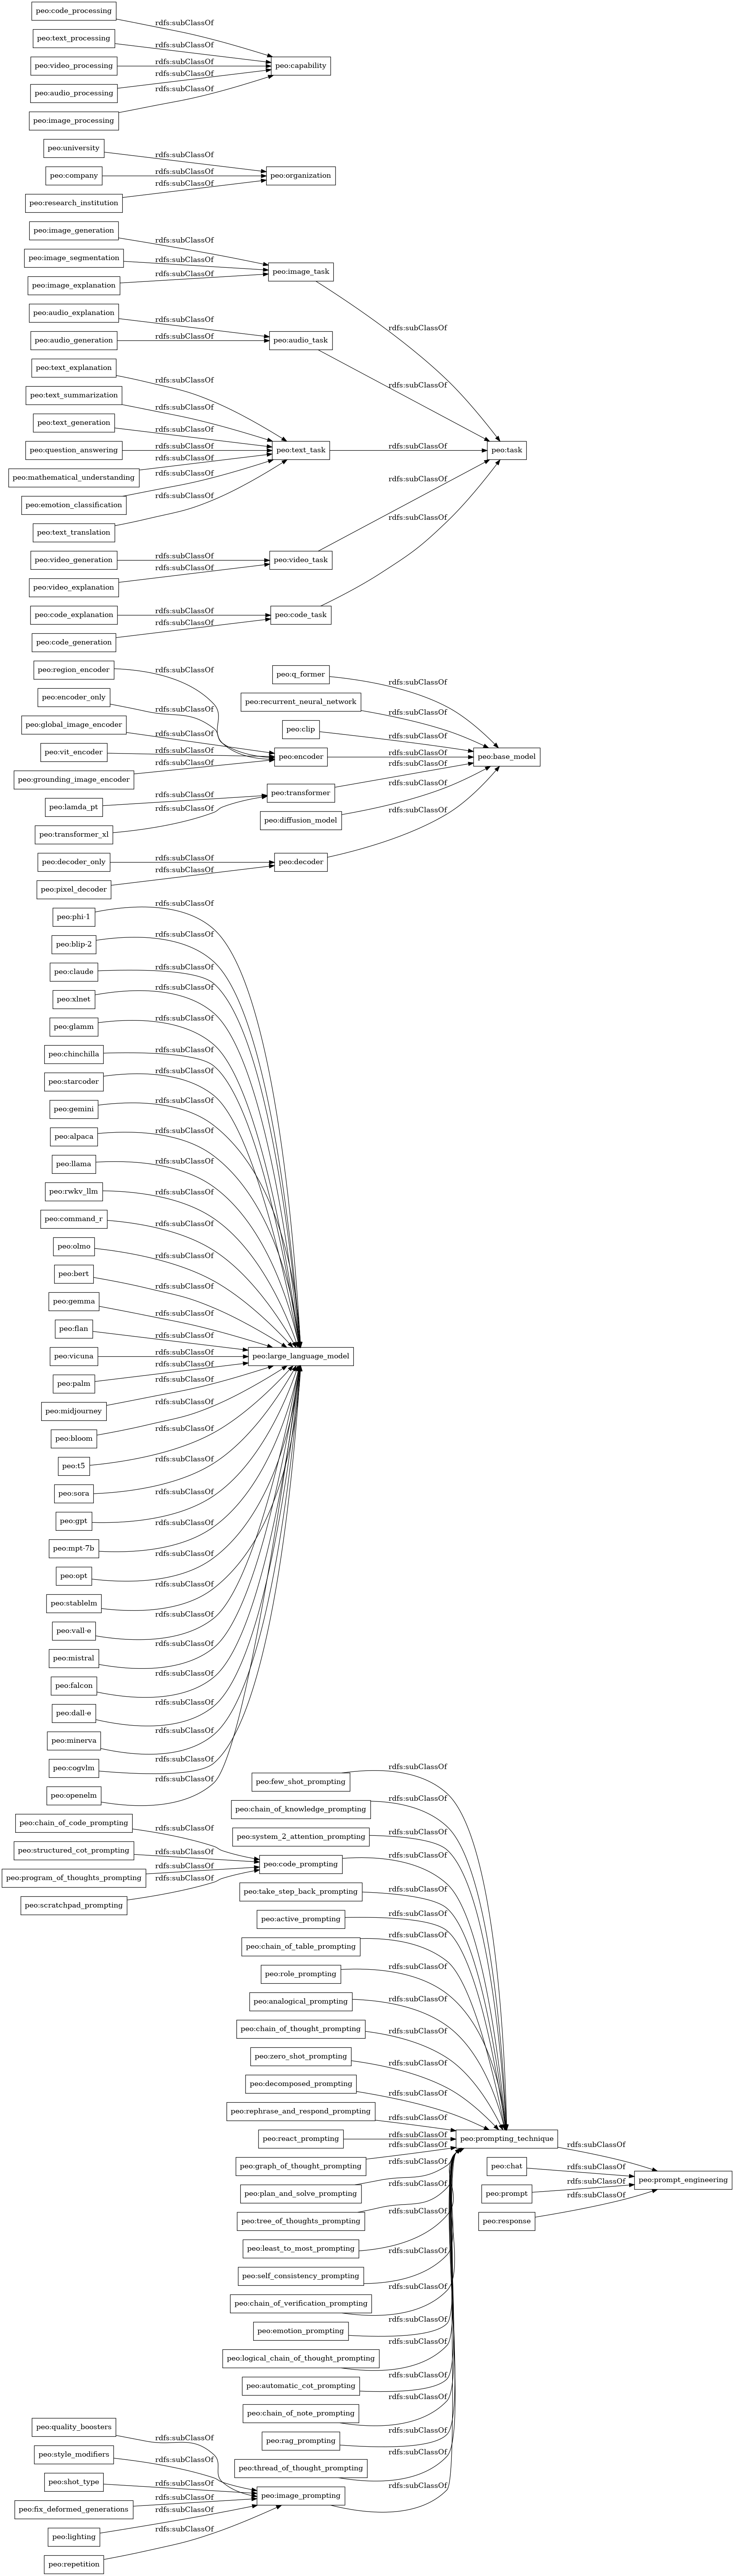 peo:code_processing
rdfs:subClassOf
peo:text_processing
rdfs:subClassOf
peo:video_processing
rdfs:subClassOf
peo:capability
peo:audio_processing
rdfs:subClassOf
peo:image_processing
rdfs:subClassOf
peo:university
rdfs:subClassOf
peo:company
rdfs:subClassOf
peo:organization
peo:research_institution
rdfs:subClassOf
peo:image_generation
rdfs:subClassOf
peo:image_segmentation
rdfs:subClassOf
peo:image_task
rdfs:subClassOf
peo:image_explanation
rdfs:subClassOf
peo:audio_explanation
rdfs:subClassOf
peo:audio_generation
rdfs:subClassOf
peo:audio_task
rdfs:subClassOf
peo:text_explanation
rdfs:subClassOf
peo:text_summarization
rdfs:subClassOf
peo:text_generation
rdfs:subClassOf
peo:question_answering
rdfs:subClassOf
peo:text_task
rdfs:subClassOf
peo:task
peo:mathematical_understanding
rdfs:subClassOf
peo:emotion_classification
rdfs:subClassOf
peo:text_translation
rdfs:subClassOf
peo:video_generation
rdfs:subClassOf
peo:video_task
rdfs:subClassOf
peo:video_explanation
rdfs:subClassOf
peo:code_explanation
rdfs:subClassOf
peo:code_task
rdfs:subClassOf
peo:code_generation
rdfs:subClassOf
peo:region_encoder
rdfs:subClassOf
peo:q_former
rdfs:subClassOf
peo:encoder_only
rdfs:subClassOf
peo:recurrent_neural_network
rdfs:subClassOf
peo:global_image_encoder
rdfs:subClassOf
peo:clip
rdfs:subClassOf
peo:vit_encoder
rdfs:subClassOf
peo:encoder
rdfs:subClassOf
peo:base_model
peo:grounding_image_encoder
rdfs:subClassOf
peo:transformer
rdfs:subClassOf
peo:lamda_pt
rdfs:subClassOf
peo:diffusion_model
rdfs:subClassOf
peo:transformer_xl
rdfs:subClassOf
peo:decoder_only
rdfs:subClassOf
peo:decoder
rdfs:subClassOf
peo:pixel_decoder
rdfs:subClassOf
peo:phi-1
rdfs:subClassOf
peo:blip-2
rdfs:subClassOf
peo:claude
rdfs:subClassOf
peo:xlnet
rdfs:subClassOf
peo:glamm
rdfs:subClassOf
peo:chinchilla
rdfs:subClassOf
peo:starcoder
rdfs:subClassOf
peo:gemini
rdfs:subClassOf
peo:alpaca
rdfs:subClassOf
peo:llama
rdfs:subClassOf
peo:rwkv_llm
rdfs:subClassOf
peo:command_r
rdfs:subClassOf
peo:olmo
rdfs:subClassOf
peo:bert
rdfs:subClassOf
peo:gemma
rdfs:subClassOf
peo:flan
rdfs:subClassOf
peo:vicuna
rdfs:subClassOf
peo:large_language_model
peo:palm
rdfs:subClassOf
peo:midjourney
rdfs:subClassOf
peo:bloom
rdfs:subClassOf
peo:t5
rdfs:subClassOf
peo:sora
rdfs:subClassOf
peo:gpt
rdfs:subClassOf
peo:mpt-7b
rdfs:subClassOf
peo:opt
rdfs:subClassOf
peo:stablelm
rdfs:subClassOf
peo:vall-e
rdfs:subClassOf
peo:mistral
rdfs:subClassOf
peo:falcon
rdfs:subClassOf
peo:dall-e
rdfs:subClassOf
peo:minerva
rdfs:subClassOf
peo:cogvlm
rdfs:subClassOf
peo:openelm
rdfs:subClassOf
peo:few_shot_prompting
rdfs:subClassOf
peo:chain_of_knowledge_prompting
rdfs:subClassOf
peo:chain_of_code_prompting
rdfs:subClassOf
peo:system_2_attention_prompting
rdfs:subClassOf
peo:structured_cot_prompting
rdfs:subClassOf
peo:code_prompting
rdfs:subClassOf
peo:program_of_thoughts_prompting
rdfs:subClassOf
peo:take_step_back_prompting
rdfs:subClassOf
peo:scratchpad_prompting
rdfs:subClassOf
peo:active_prompting
rdfs:subClassOf
peo:chain_of_table_prompting
rdfs:subClassOf
peo:role_prompting
rdfs:subClassOf
peo:analogical_prompting
rdfs:subClassOf
peo:chain_of_thought_prompting
rdfs:subClassOf
peo:zero_shot_prompting
rdfs:subClassOf
peo:decomposed_prompting
rdfs:subClassOf
peo:rephrase_and_respond_prompting
rdfs:subClassOf
peo:react_prompting
rdfs:subClassOf
peo:prompting_technique
rdfs:subClassOf
peo:graph_of_thought_prompting
rdfs:subClassOf
peo:chat
rdfs:subClassOf
peo:prompt_engineering
peo:plan_and_solve_prompting
rdfs:subClassOf
peo:prompt
rdfs:subClassOf
peo:tree_of_thoughts_prompting
rdfs:subClassOf
peo:response
rdfs:subClassOf
peo:least_to_most_prompting
rdfs:subClassOf
peo:self_consistency_prompting
rdfs:subClassOf
peo:chain_of_verification_prompting
rdfs:subClassOf
peo:emotion_prompting
rdfs:subClassOf
peo:logical_chain_of_thought_prompting
rdfs:subClassOf
peo:automatic_cot_prompting
rdfs:subClassOf
peo:chain_of_note_prompting
rdfs:subClassOf
peo:rag_prompting
rdfs:subClassOf
peo:thread_of_thought_prompting
rdfs:subClassOf
peo:quality_boosters
rdfs:subClassOf
peo:style_modifiers
rdfs:subClassOf
peo:shot_type
rdfs:subClassOf
peo:image_prompting
rdfs:subClassOf
peo:fix_deformed_generations
rdfs:subClassOf
peo:lighting
rdfs:subClassOf
peo:repetition
rdfs:subClassOf